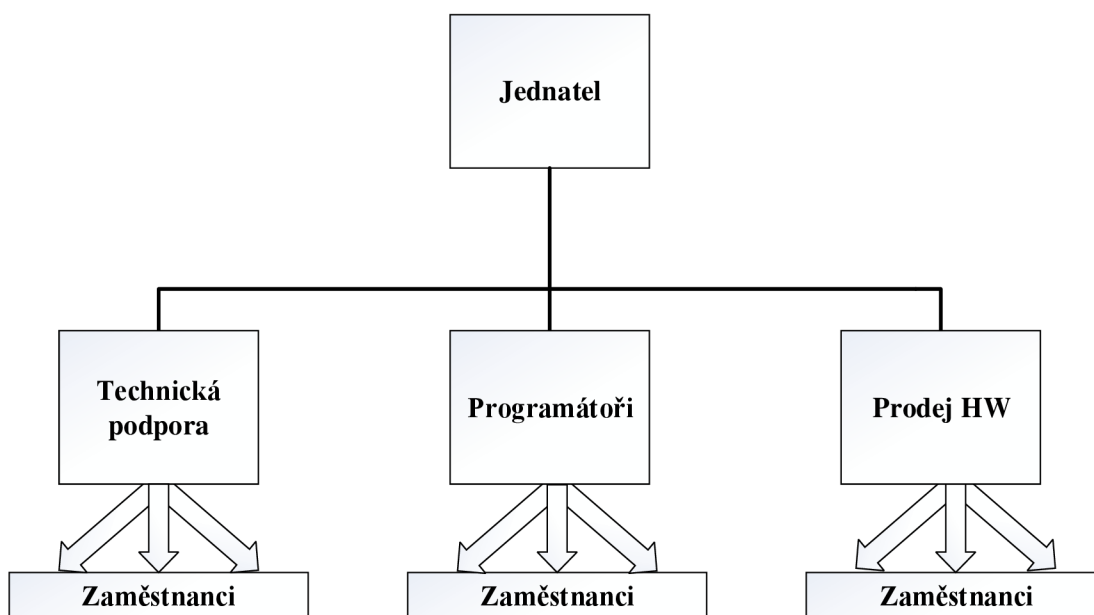 Jednatel
Technická
podpora
Programátoři
Prodej HW
Zaměstnanci
Zaměstnanci
Zaměstnanci